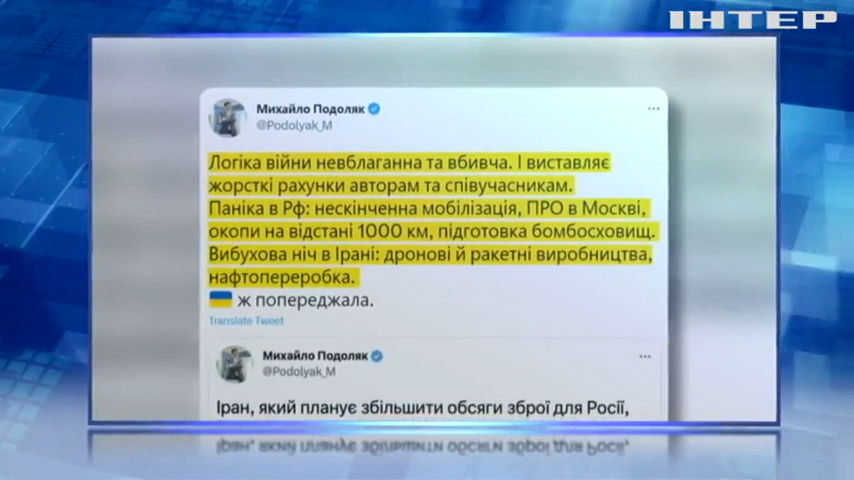 ІНТЕР
Михайло Подоляк
@Podolyak_M
Логіка війни невблаганна та вбивча. І виставляє
жорсткі рахунки авторам та співучасникам.
Паніка в Рф: нескінченна мобілізація, ПРО в Москві,
окопи на відстані 1000 км, підготовка бомбосховищ.
Вибухова ніч в Ірані: дронові й ракетні виробництва,
нафтопереробка.
🇺🇦 ж попереджала.
Translate Tweet
Михайло Подоляк
@Podolyak_M
Іран, який планує збільшити обсяги зброї для Росії,